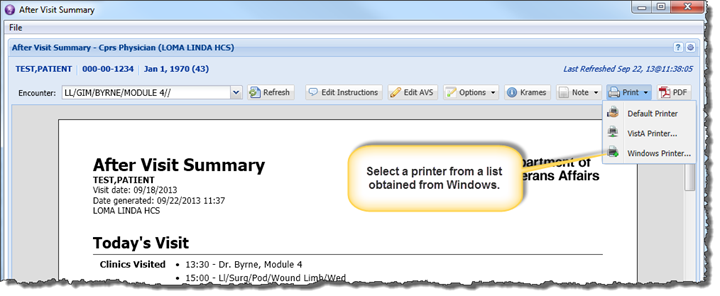 After Visit Summary
File
After Visit Summary - Cprs Physician (LOMA LINDA HCS)
TEST,PATIENT 000-00-1234 Jan 1, 1970 (43) Last Refreshed Sep 22, 13@11:38:05
Encounter: LL/GIM/BYRNE/MODULE 4// Refresh Edit Instructions Edit AVS Options Krames Note Print PDF
Default Printer
VistA Printer...
Windows Printer...
Select a printer from a list
obtained from Windows.
After Visit Summary
TEST,PATIENT
Visit date: 09/18/2013
Date generated: 09/22/2013 11:37
LOMA LINDA HCS
partment of
erans Affairs
Today's Visit
Clinics Visited • 13:30 - Dr. Byrne, Module 4
• 15:00 - Ll/Surg/Pod/Wound Limb/Wed